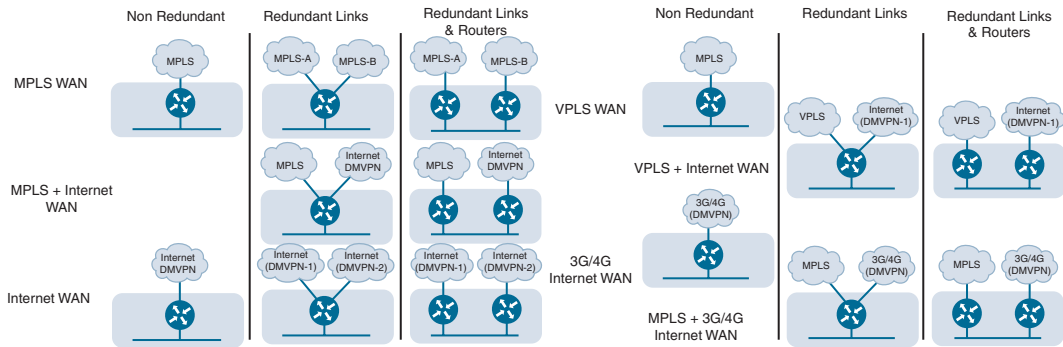 Non Redundant
Redundant Links
Redundant Links
& Routers
MPLS WAN
MPLS
MPLS-A
MPLS-B
MPLS-A
MPLS-B
MPLS + Internet
WAN
MPLS
Internet
DMVPN
MPLS
Internet
DMVPN
Internet WAN
Internet
DMVPN
Internet
(DMVPN-1)
Internet
(DMVPN-2)
Internet
(DMVPN-1)
Internet
(DMVPN-2)
Non Redundant
Redundant Links
Redundant Links
& Routers
VPLS WAN
MPLS
VPLS + Internet WAN
VPLS
Internet
(DMVPN-1)
VPLS
Internet
(DMVPN-1)
3G/4G
Internet WAN
3G/4G
(DMVPN)
MPLS + 3G/4G
Internet WAN
MPLS
3G/4G
(DMVPN)
MPLS
3G/4G
(DMVPN)